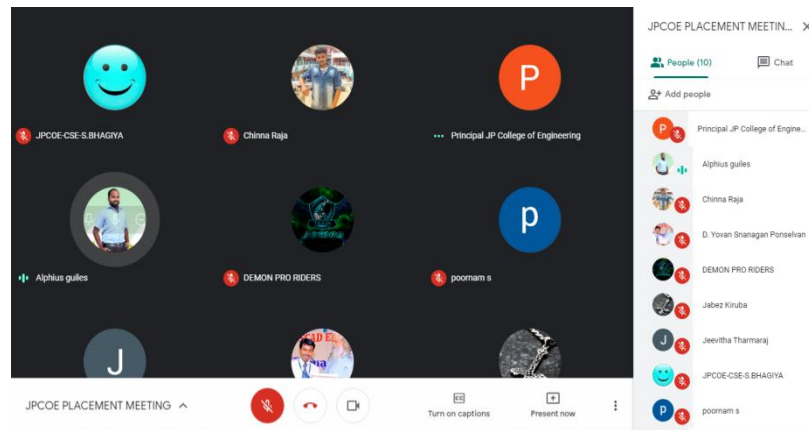 JPCOE PLACEMENT MEETIN...
People (10)
Chat
Add people
P
JPCOE-CSE-S.BHAGIYA
Chinna Raja
Principal JP College of Engineering
p
Alphius guiles
DEMON PRO RIDERS
poornam s
J
JPCOE PLACEMENT MEETING
CC
Turn on captions
Present now
P
Principal JP College of Engine...
Alphius guiles
Chinna Raja
D. Yovan Snanagan Ponselvan
DEMON PRO RIDERS
Jabez Kiruba
J
Jeevitha Tharmaraj
JPCOE-CSE-S.BHAGIYA
p
poornam s